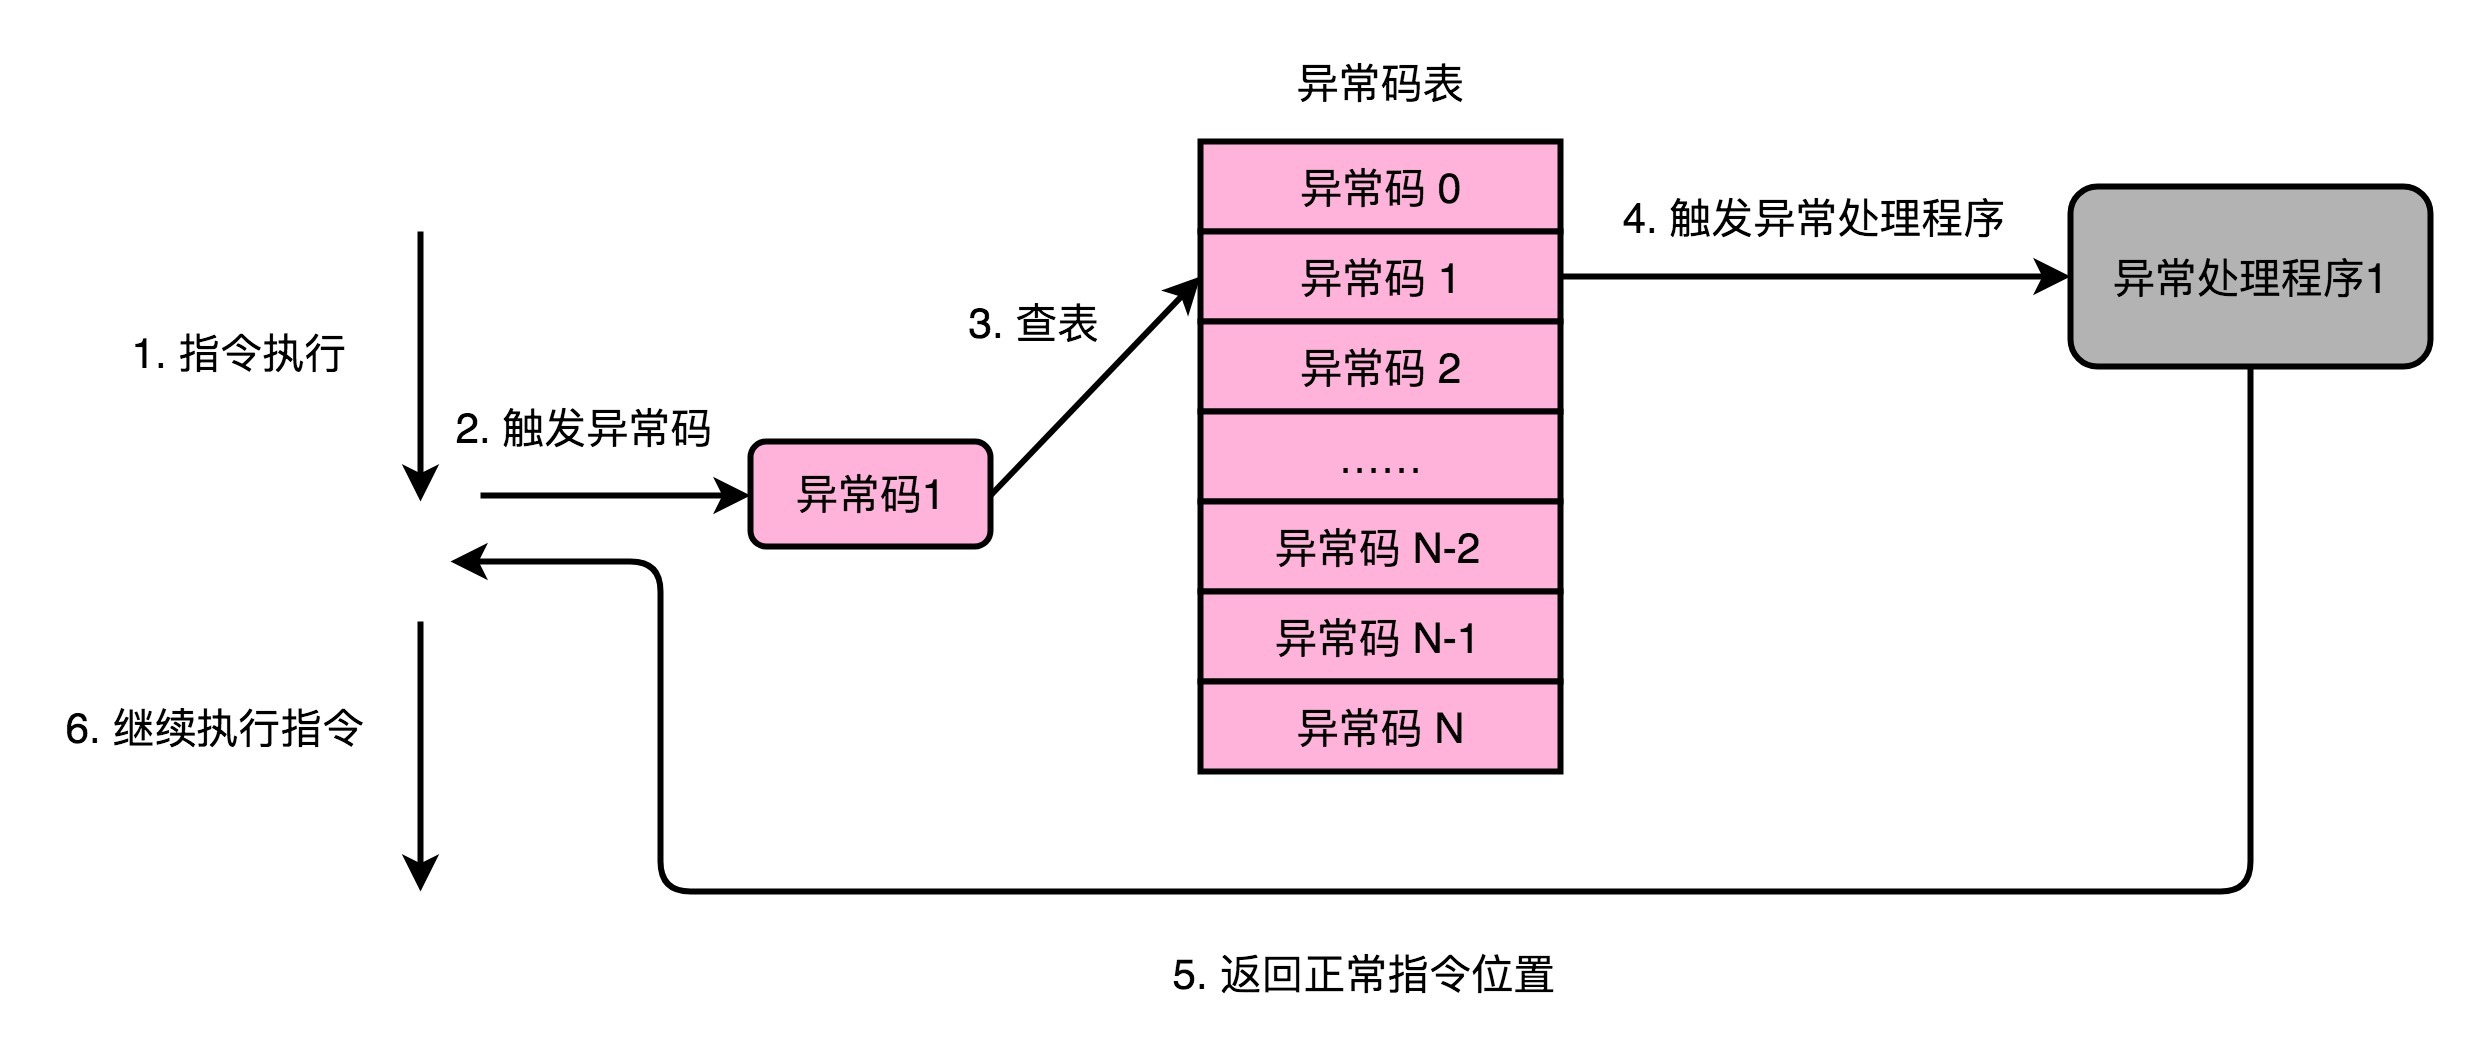 异常码表
异常码 0
异常码 1
异常码 2
……
异常码 N-2
异常码 N-1
异常码 N
1. 指令执行
2. 触发异常码
异常码1
3. 查表
4. 触发异常处理程序
异常处理程序1
5. 返回正常指令位置
6. 继续执行指令